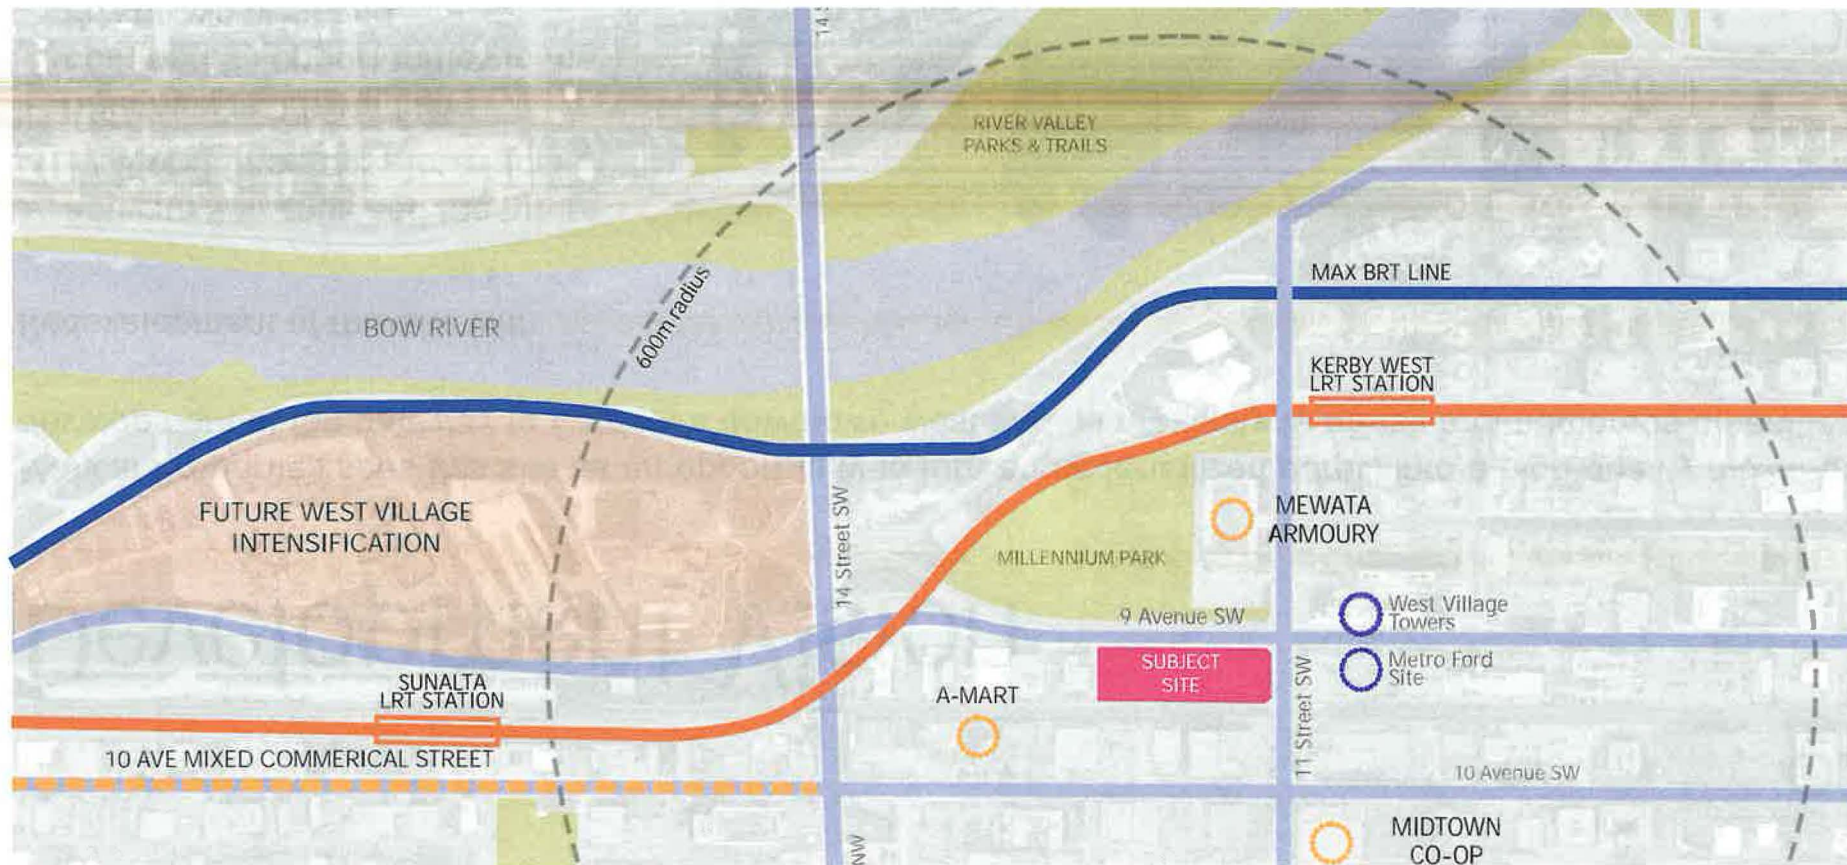 14 S
RIVER VALLEY
PARKS & TRAILS
600m radius
MAX BRT LINE
BOW RIVER
KERBY WEST
LRT STATION
FUTURE WEST VILLAGE
INTENSIFICATION
14 Street SW
MEWATA
ARMOURY
MILLENNIUM PARK
9 Avenue SW
West Village
Towers
SUBJECT
SITE
Metro Ford
Site
SUNALTA
LRT STATION
A-MART
11 Street SW
10 AVE MIXED COMMERICAL STREET
10 Avenue SW
MIDTOWN
CO-OP
NW